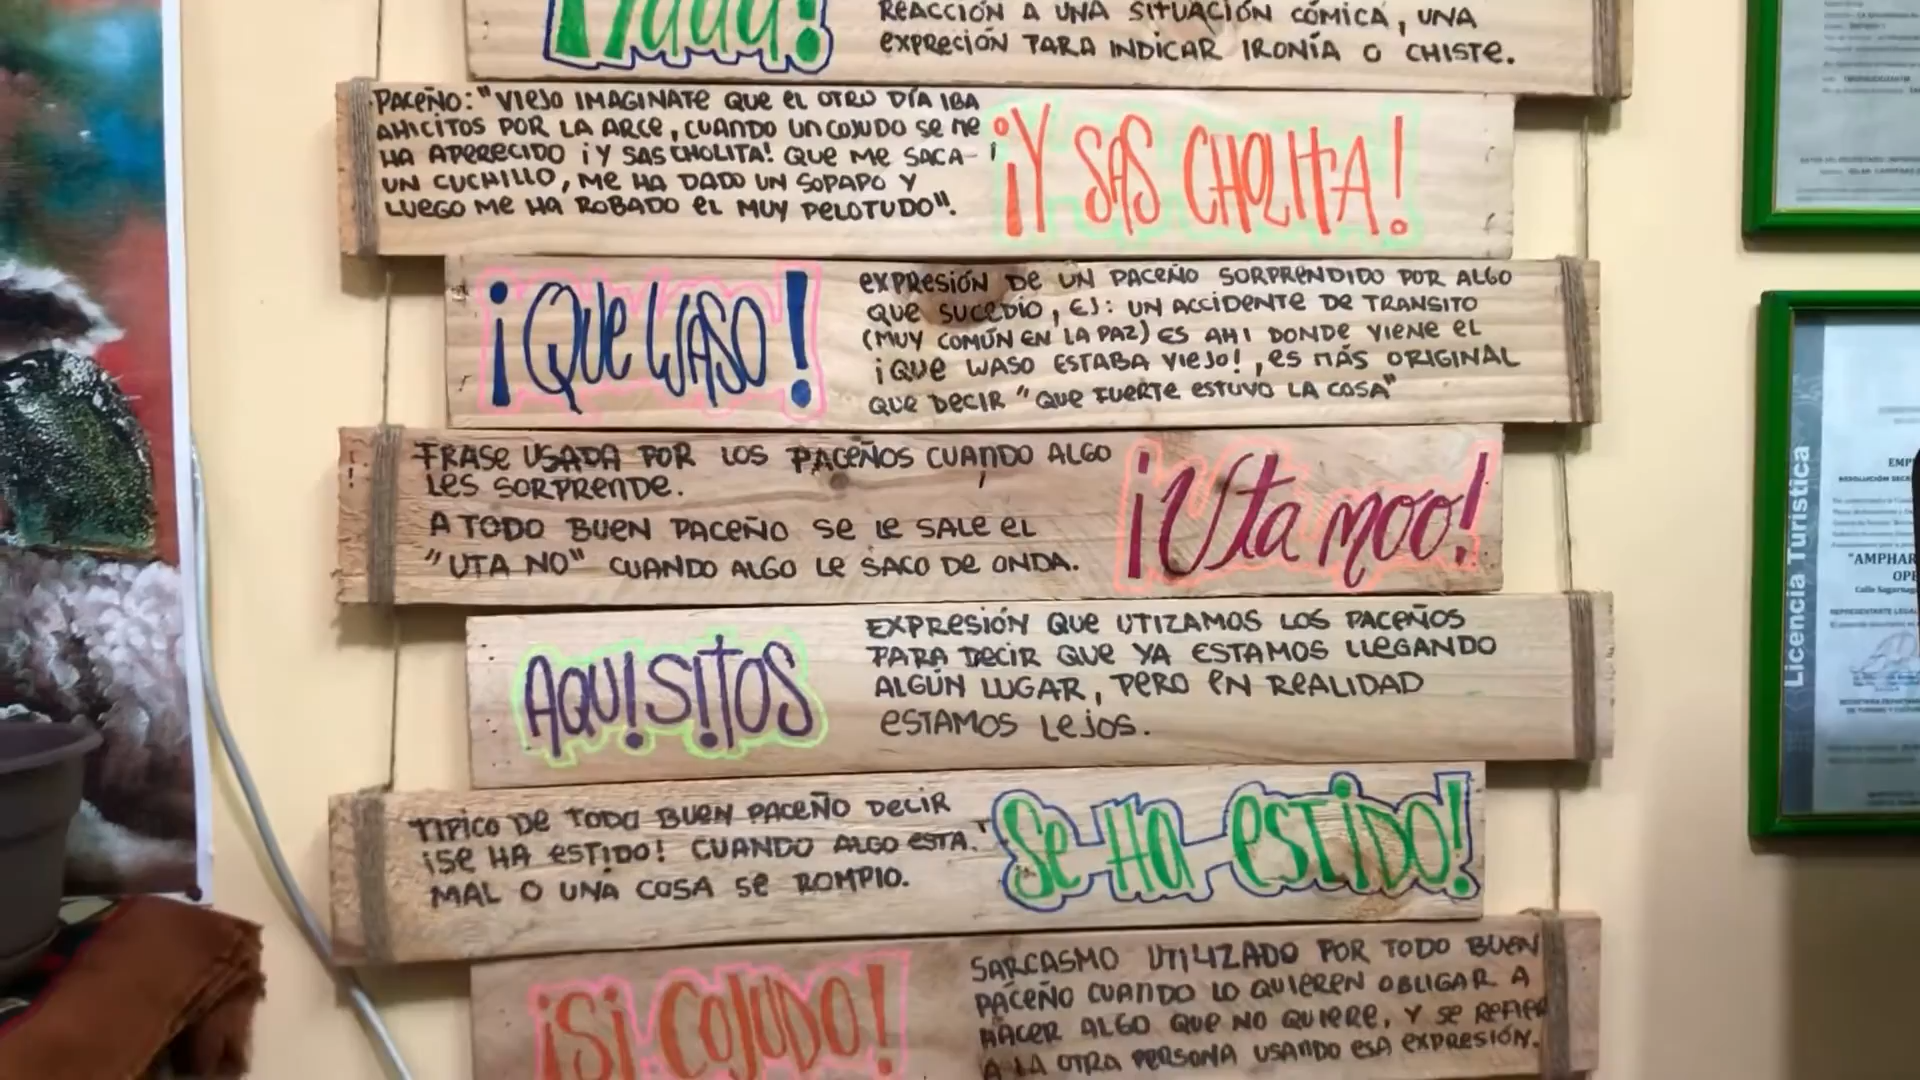 REACCIÓN A UNA SITUACIÓN CÓMICA, UNA
EXPRECIÓN PARA INDICAR IRONÍA O CHISTE.
PACEÑO: "VIEJO IMAGINATE QUE EL OTRO DÍA IBA
AHICITOS POR LA ARCE, CUANDO UN COJUDO SE ME
HA APERECIDO ¡Y SAS CHOLITA! QUE ME SACA
UN CUCHILLO, ME HA DADO UN SOPAPO Y
LUEGO ME HA ROBADO EL MUY PELOTUDO".
¡Y SAS CHOLITA!
¡QUE WASO!
EXPRESIÓN DE UN PACEÑO SORPRENDIDO POR ALGO
QUE SUCEDIO, EJ: UN ACCIDENTE DE TRANSITO
(MUY COMÚN EN LA PAZ) ES AHI DONDE VIENE EL
¡QUE WASO ESTABA VIEJO!, ES MÁS ORIGINAL
QUE DECIR "QUE FUERTE ESTUVO LA COSA"
FRASE USADA POR LOS PACEÑOS CUANDO ALGO
LES SORPRENDE.
A TODO BUEN PACEÑO SE LE SALE EL
"UTA NO" CUANDO ALGO LE SACO DE ONDA.
¡Uta noo!
AQUISITOS
EXPRESIÓN QUE UTIZAMOS LOS PACEÑOS
PARA DECIR QUE YA ESTAMOS LLEGANDO
ALGÚN LUGAR, PERO EN REALIDAD
ESTAMOS LEJOS.
TIPICO DE TODO BUEN PACEÑO DECIR
¡SE HA ESTIDO! CUANDO ALGO ESTA
MAL O UNA COSA SE ROMPIO.
SE HA ESTIDO!
¡SI COJUDO!
SARCASMO UTILIZADO POR TODO BUEN
PACEÑO CUANDO LO QUIEREN OBLIGAR A
HACER ALGO QUE NO QUIERE, Y SE REFIER
A LA OTRA PERSONA USANDO ESA EXPRESIÓN.
Licencia Turística
"AMPHAR
OPE